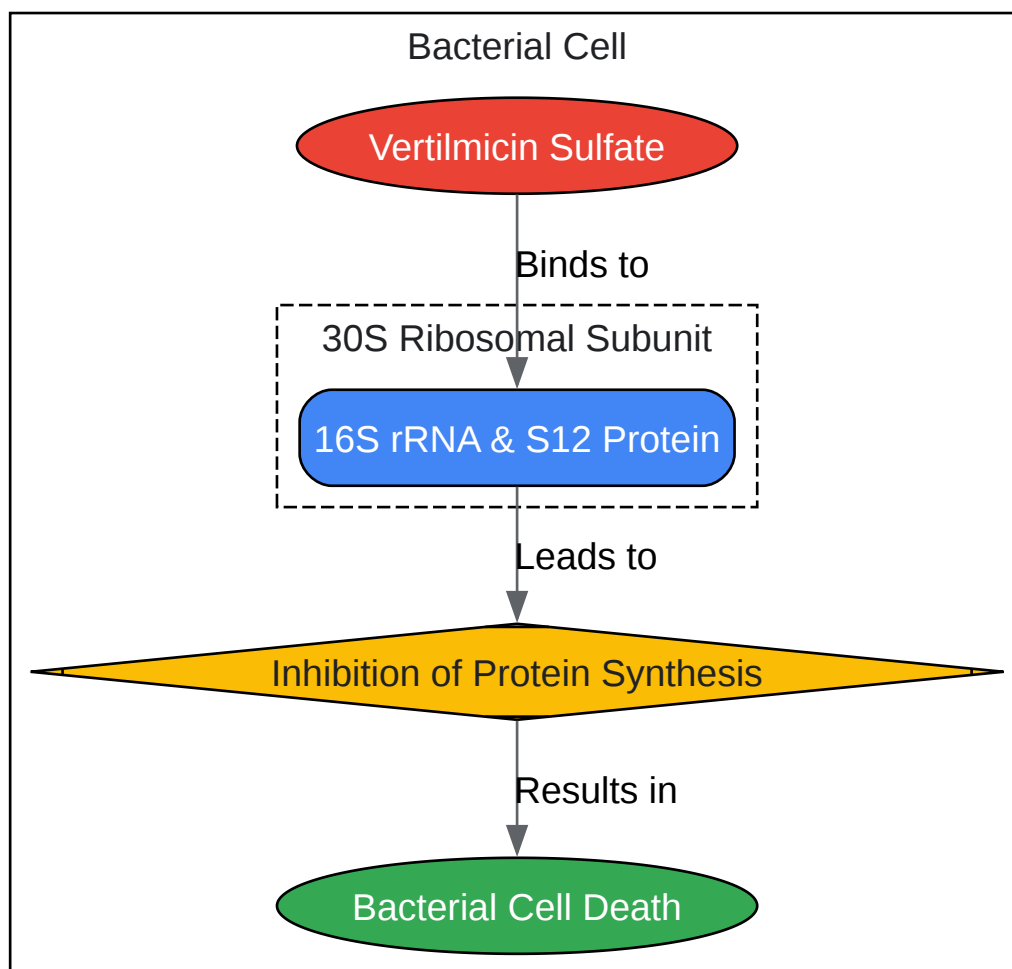 Bacterial Cell
Vertilmicin Sulfate
Binds to
30S Ribosomal Subunit
16S rRNA & S12 Protein
Leads to
Inhibition of Protein Synthesis
Results in
Bacterial Cell Death